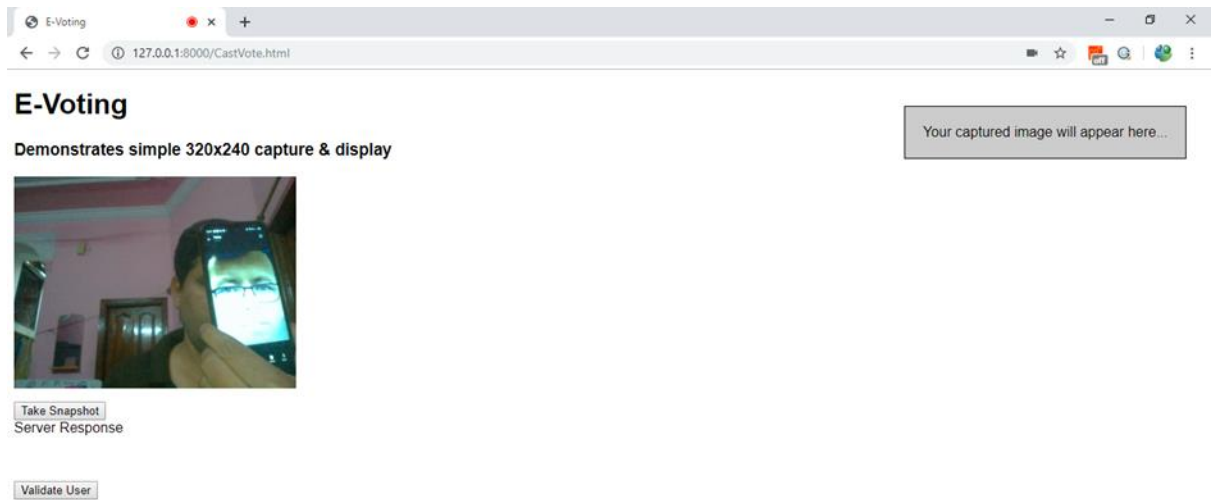 E-Voting
127.0.0.1:8000/CastVote.html
off
E-Voting
Your captured image will appear here...
Demonstrates simple 320x240 capture & display
Take Snapshot
Server Response
Validate User